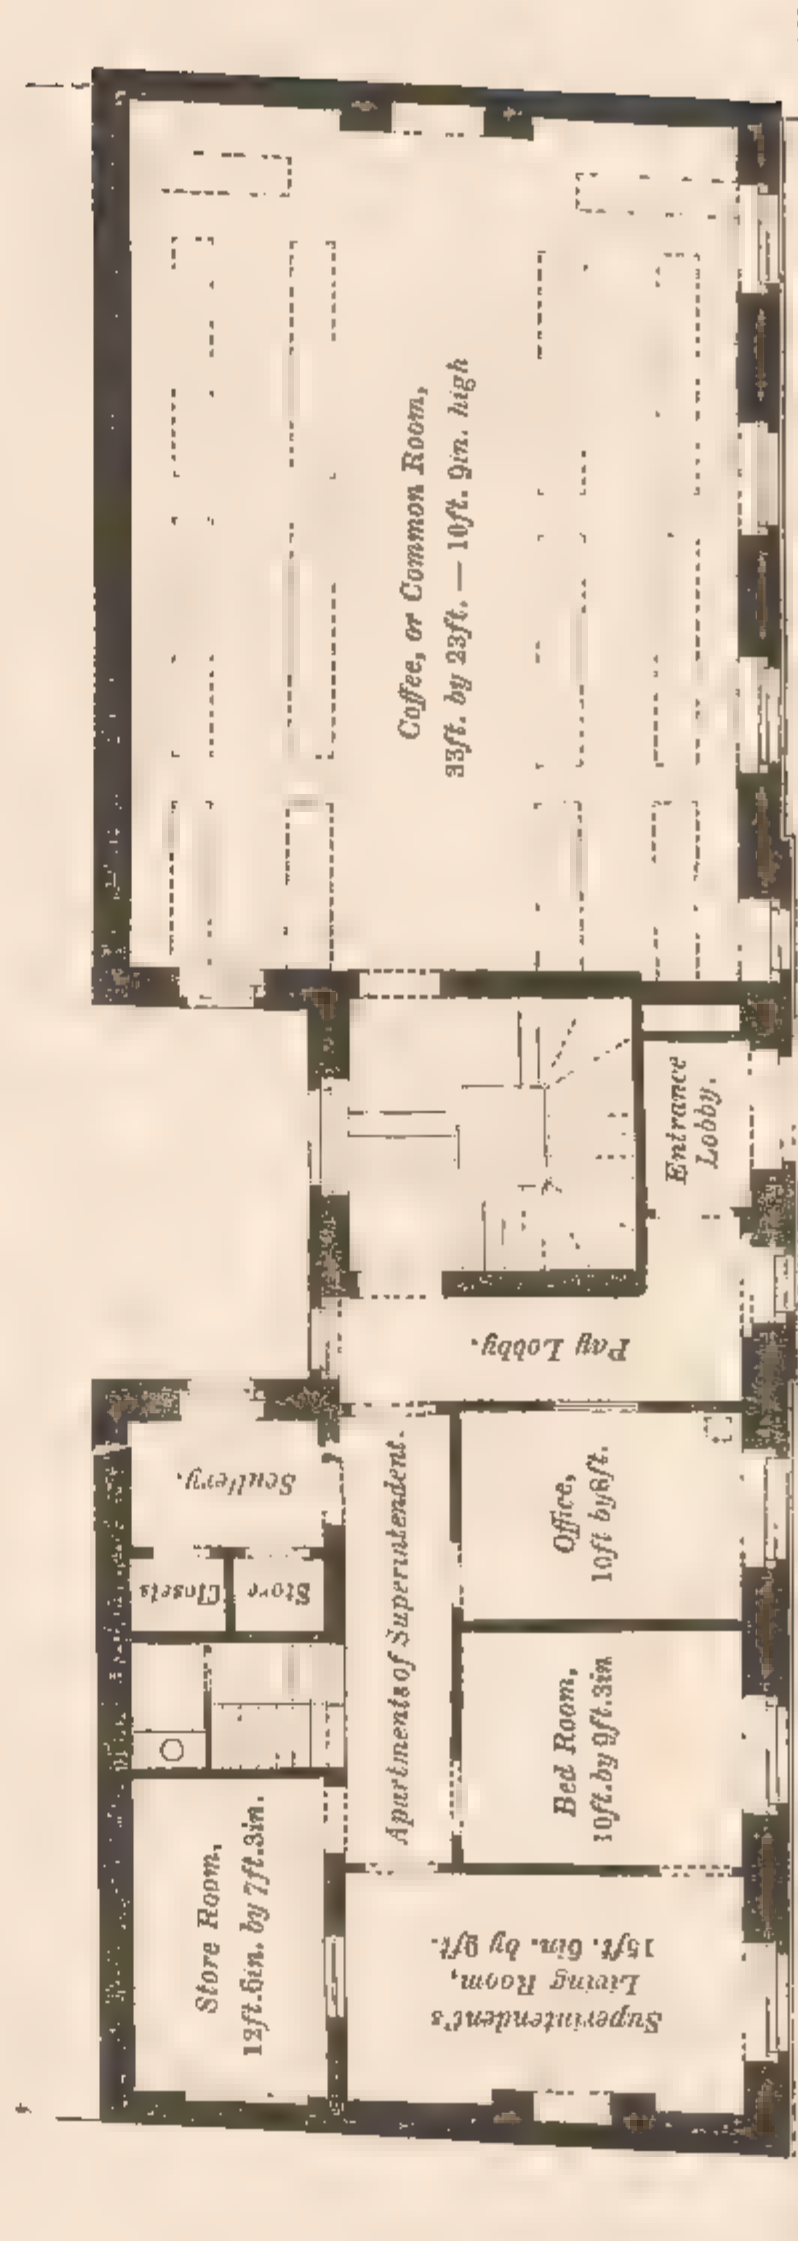 Coffee, or Common Room,
33ft. by 23ft. — 10ft. 9in. high
Entrance
Lobby.
Pay Lobby.
Scullery.
Closets
Store
Apartments of Superintendent.
Office,
10ft by 8ft.
Bed Room,
10ft. by 9ft. 3in
Store Room,
12ft. 6in. by 7ft. 3in.
Superintendent's
Living Room,
15ft. 6in. by 9ft.